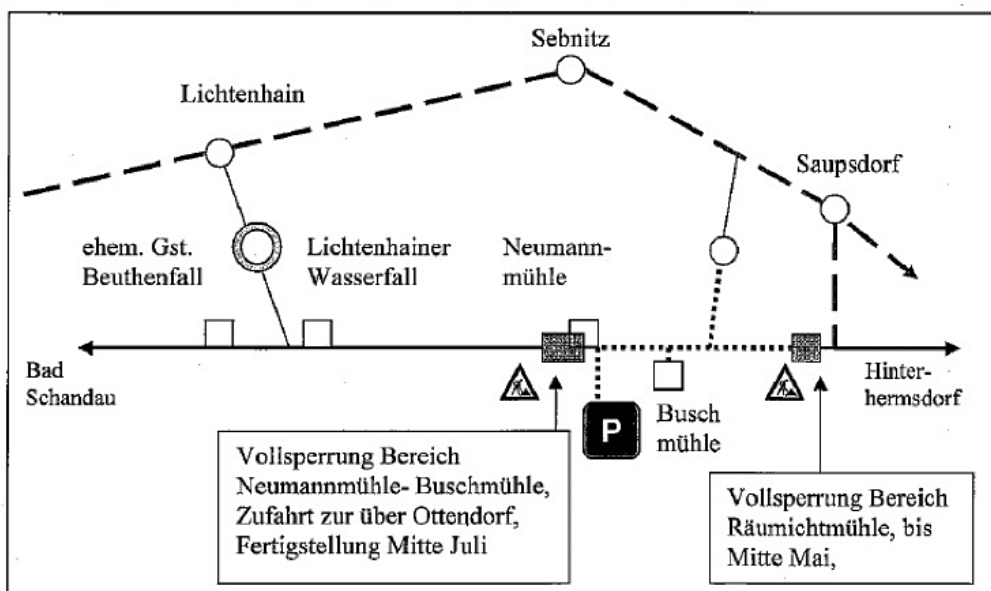 Sebnitz
Lichtenhain
Saupsdorf
ehem. Gst.
Beuthenfall
Lichtenhainer
Wasserfall
Neumann-
mühle
Bad
Schandau
P
Busch
mühle
Hinter-
hermsdorf
Vollsperrung Bereich
Neumannmühle- Buschmühle,
Zufahrt zur über Ottendorf,
Fertigstellung Mitte Juli
Vollsperrung Bereich
Räumichtmühle, bis
Mitte Mai,